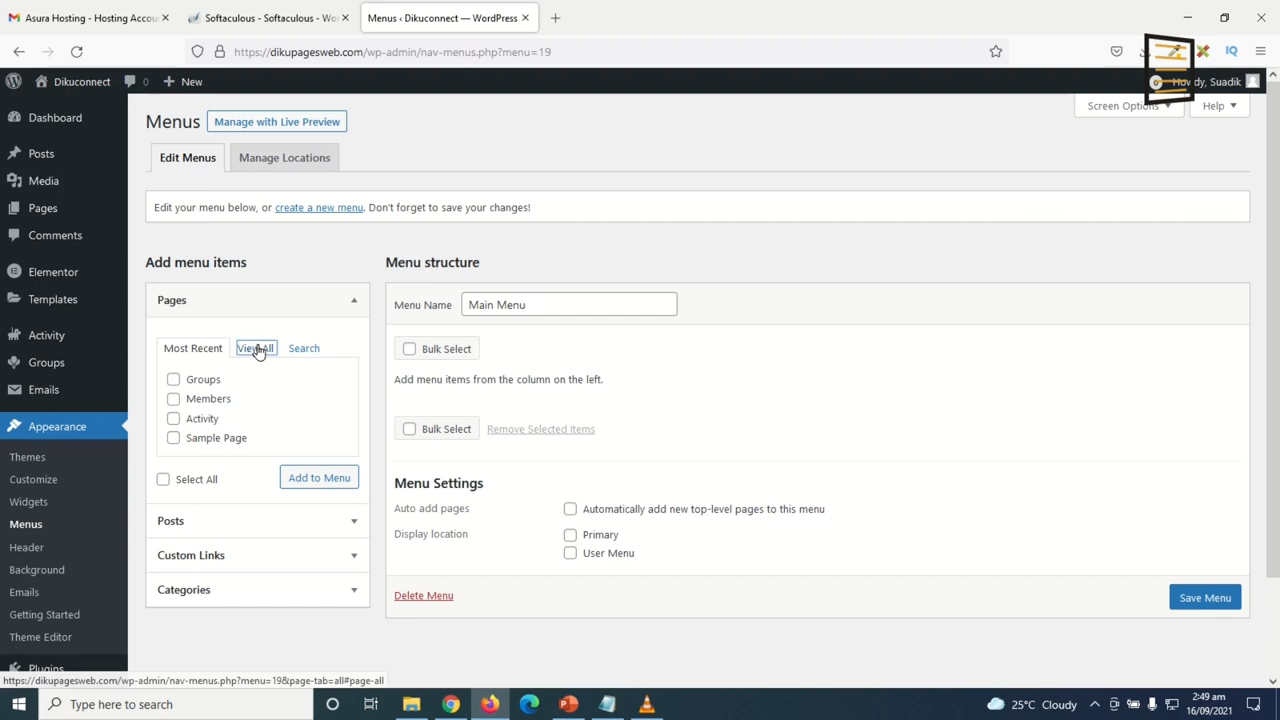 Asura Hosting - Hosting Accou
Softaculous - Softaculous - Wo
Menus ‹ Dikuconnect — WordPress
https://dikupagesweb.com/wp-admin/nav-menus.php?menu=19
IQ
Dikuconnect
0
New
Howdy, Suadik
Screen Options
Help
Dashboard
Posts
Media
Pages
Comments
Elementor
Templates
Activity
Groups
Emails
Appearance
Themes
Customize
Widgets
Menus
Header
Background
Emails
Getting Started
Theme Editor
Plugins
Menus
Manage with Live Preview
Edit Menus
Manage Locations
Edit your menu below, or create a new menu. Don't forget to save your changes!
Add menu items
Pages
Most Recent
View All
Search
Groups
Members
Activity
Sample Page
Select All
Add to Menu
Posts
Custom Links
Categories
Menu structure
Menu Name
Main Menu
Bulk Select
Add menu items from the column on the left.
Bulk Select
Remove Selected Items
Menu Settings
Auto add pages
Automatically add new top-level pages to this menu
Display location
Primary
User Menu
Delete Menu
Save Menu
https://dikupagesweb.com/wp-admin/nav-menus.php?menu=19&page-tab=all#page-all
Type here to search
25°C Cloudy
2:49 am
16/09/2021